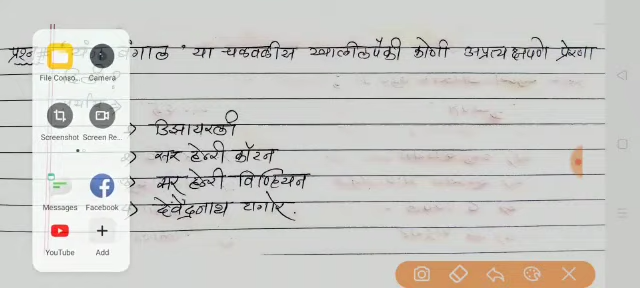 प्रश्न बंगाल " या चळवळीस खालीलपैकी कोणी अप्रत्यक्षपणे प्रेरणा
File Conso... Camera
Screenshot Screen Re...
> डिझायरली
> सर हेन्री कॉटन
> सर हेन्री विल्यियन
> देवेंद्रनाथ टागोर.
Messages Facebook
YouTube Add